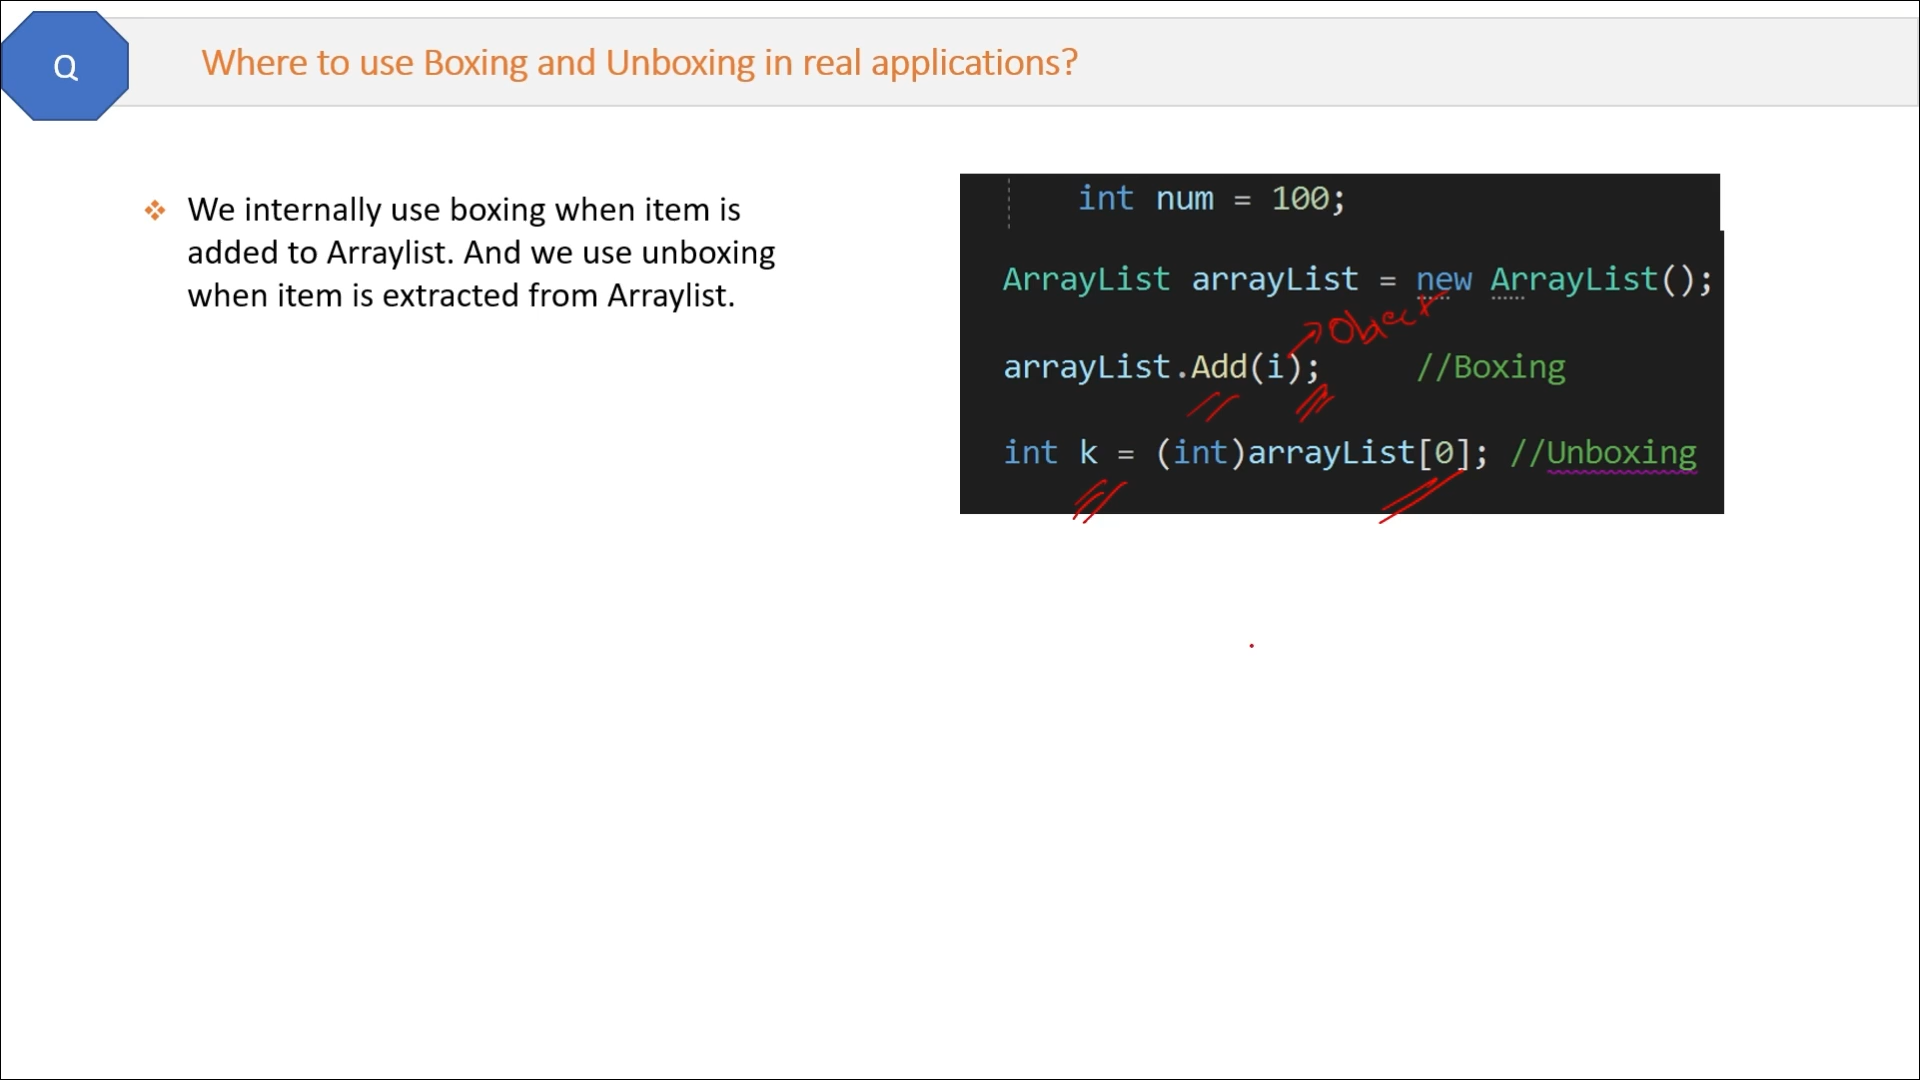 Q
Where to use Boxing and Unboxing in real applications?
We internally use boxing when item is
added to Arraylist. And we use unboxing
when item is extracted from Arraylist.
int num = 100;
ArrayList arrayList = new ArrayList();
Object
arrayList.Add(i); //Boxing
int k = (int)arrayList[0]; //Unboxing